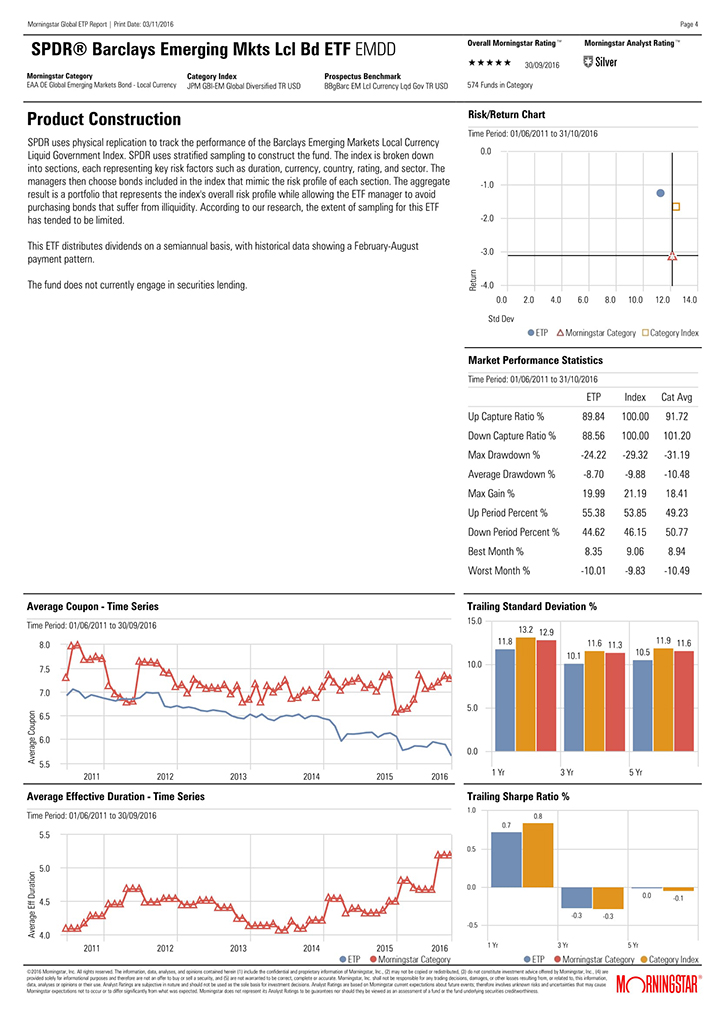 Morningstar Global ETP Report | Print Date: 03/11/2016 Page 4
SPDR® Barclays Emerging Mkts Lcl Bd ETF EMDD
Overall Morningstar Rating™ Morningstar Analyst Rating™
★★★★★ 30/09/2016 Silver
Morningstar Category Category Index Prospectus Benchmark
EAA OE Global Emerging Markets Bond - Local Currency JPM GBI-EM Global Diversified TR USD BBgBarc EM Lcl Currency Lqd Gov TR USD 574 Funds in Category
Product Construction
SPDR uses physical replication to track the performance of the Barclays Emerging Markets Local Currency
Liquid Government Index. SPDR uses stratified sampling to construct the fund. The index is broken down
into sections, each representing key risk factors such as duration, currency, country, rating, and sector. The
managers then choose bonds included in the index that mimic the risk profile of each section. The aggregate
result is a portfolio that represents the index's overall risk profile while allowing the ETF manager to avoid
purchasing bonds that suffer from illiquidity. According to our research, the extent of sampling for this ETF
has tended to be limited.
This ETF distributes dividends on a semiannual basis, with historical data showing a February-August
payment pattern.
The fund does not currently engage in securities lending.
Risk/Return Chart
Time Period: 01/06/2011 to 31/10/2016
0.0
-1.0
-2.0
-3.0
-4.0
Return
0.0 2.0 4.0 6.0 8.0 10.0 12.0 14.0
Std Dev
ETP Morningstar Category Category Index
Market Performance Statistics
Time Period: 01/06/2011 to 31/10/2016
ETP Index Cat Avg
Up Capture Ratio % 89.84 100.00 91.72
Down Capture Ratio % 88.56 100.00 101.20
Max Drawdown % -24.22 -29.32 -31.19
Average Drawdown % -8.70 -9.88 -10.48
Max Gain % 19.99 21.19 18.41
Up Period Percent % 55.38 53.85 49.23
Down Period Percent % 44.62 46.15 50.77
Best Month % 8.35 9.06 8.94
Worst Month % -10.01 -9.83 -10.49
Average Coupon - Time Series
Time Period: 01/06/2011 to 30/09/2016
8.0
7.5
7.0
6.5
6.0
5.5
Average Coupon
2011 2012 2013 2014 2015 2016
Trailing Standard Deviation %
15.0
10.0
5.0
0.0
11.8 13.2 12.9
10.1 11.6 11.3
10.5 11.9 11.6
1 Yr 3 Yr 5 Yr
Average Effective Duration - Time Series
Time Period: 01/06/2011 to 30/09/2016
5.5
5.0
4.5
4.0
Average Eff Duration
2011 2012 2013 2014 2015 2016
ETP Morningstar Category
Trailing Sharpe Ratio %
1.0
0.5
0.0
-0.5
0.7 0.8
-0.3 -0.3
0.0 -0.1
1 Yr 3 Yr 5 Yr
ETP Morningstar Category Category Index
©2016 Morningstar, Inc. All rights reserved. The information, data, analyses, and opinions contained herein (1) include the confidential and proprietary information of Morningstar, Inc., (2) may not be copied or redistributed, (3) do not constitute investment advice offered by Morningstar, Inc., (4) are
provided solely for informational purposes and therefore are not an offer to buy or sell a security, and (5) are not warranted to be correct, complete or accurate. Morningstar, Inc. shall not be responsible for any trading decisions, damages, or other losses resulting from, or related to, this information,
data, analyses or opinions or their use. Analyst Ratings are subjective in nature and should not be used as the sole basis for investment decisions. Analyst Ratings are based on Morningstar current expectations about future events; therefore involves unknown risks and uncertainties that may cause
Morningstar expectations not to occur or to differ significantly from what was expected. Morningstar does not represent its Analyst Ratings to be guarantees nor should they be viewed as an assessment of a fund or the fund underlying securities creditworthiness.
MORNINGSTAR®